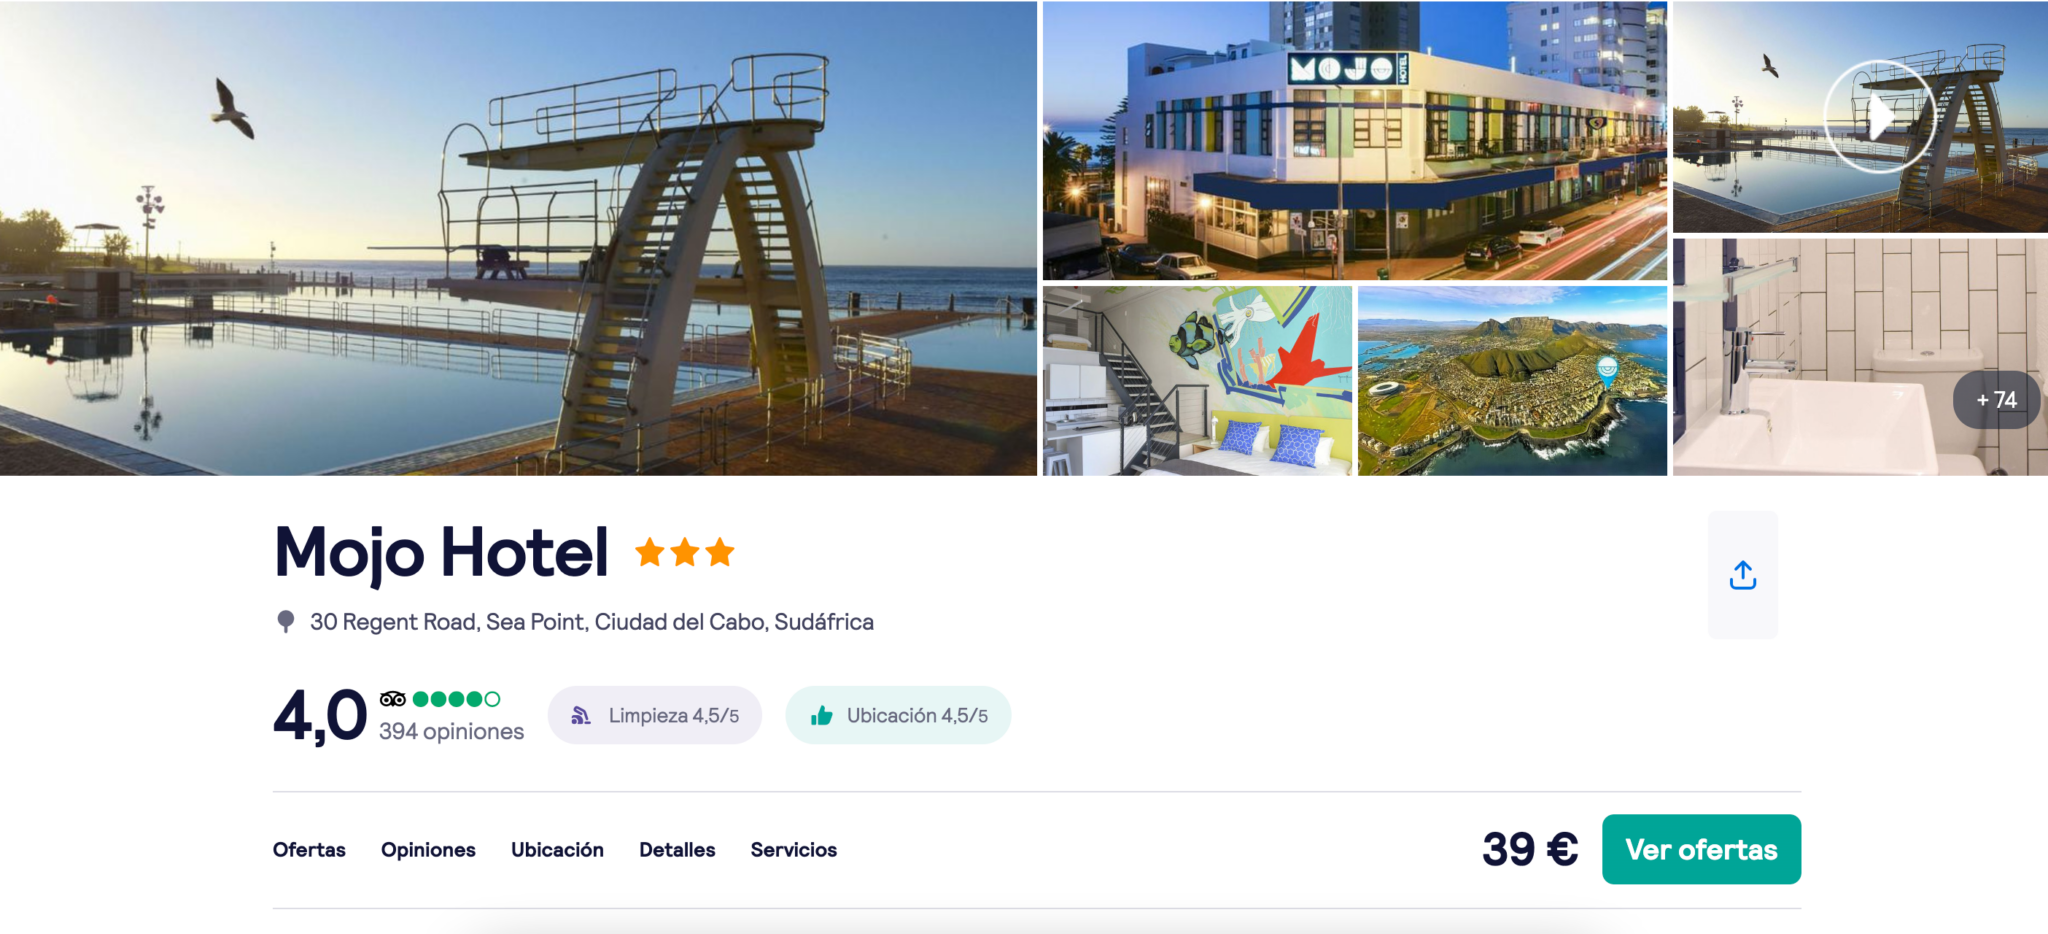 MOJO HOTEL
+ 74
Mojo Hotel
30 Regent Road, Sea Point, Ciudad del Cabo, Sudáfrica
4,0
394 opiniones
Limpieza 4,5/5
Ubicación 4,5/5
Ofertas Opiniones Ubicación Detalles Servicios
39 €
Ver ofertas